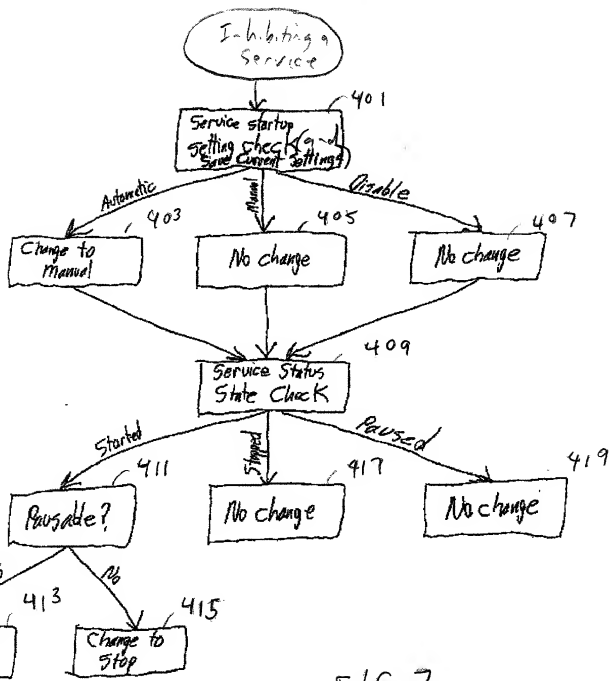 Inhibiting a
Service
401
Service startup
Setting check (and
Save Current Settings)
Automatic
Manual
Disable
403
405
407
Change to
Manual
No change
No change
409
Service Status
State Check
Started
Stopped
Paused
411
417
419
Pausable?
No change
No change
No
413
415
Change to
Stop
FIG. 7